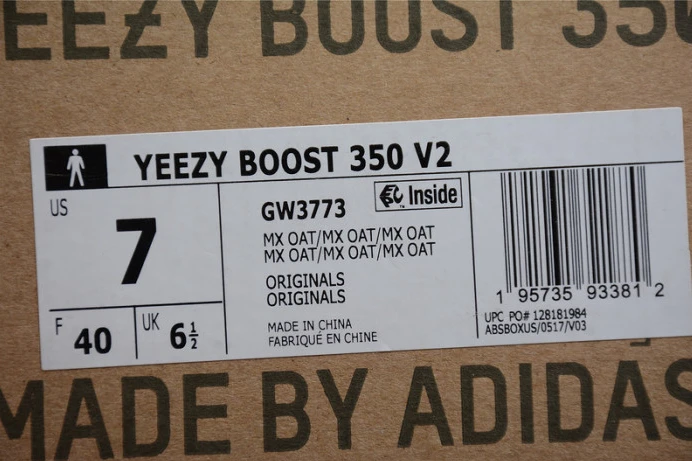 YEEZY BOOST 350
YEEZY BOOST 350 V2
US
7
F
40
UK
6½
GW3773
Inside
MX OAT/MX OAT/MX OAT
MX OAT/MX OAT/MX OAT
ORIGINALS
ORIGINALS
MADE IN CHINA
FABRIQUÉ EN CHINE
1 95735 93381 2
UPC PO# 128181984
ABSBOXUS/0517/V03
MADE BY ADIDAS